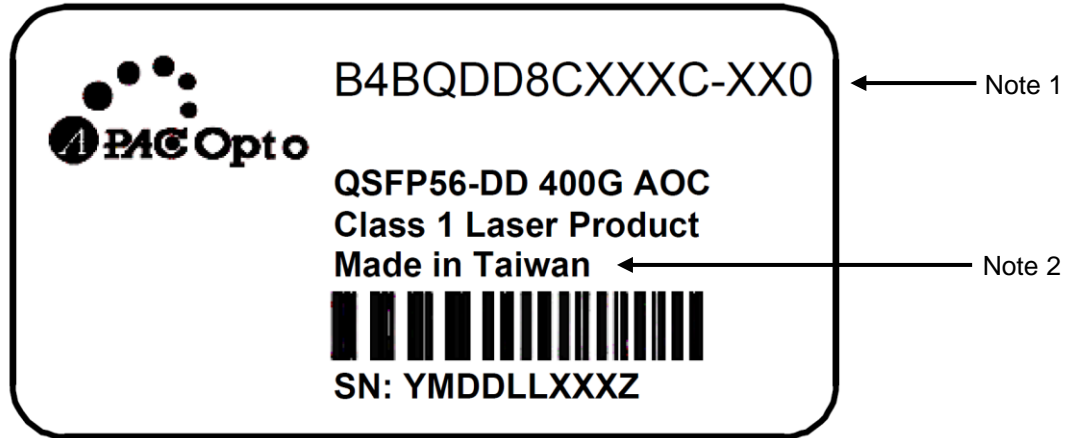 B4BQDD8CXXXC-XX0
Note 1
APAC Opto
QSFP56-DD 400G AOC
Class 1 Laser Product
Made in Taiwan
Note 2
SN: YMDDLLXXXZ